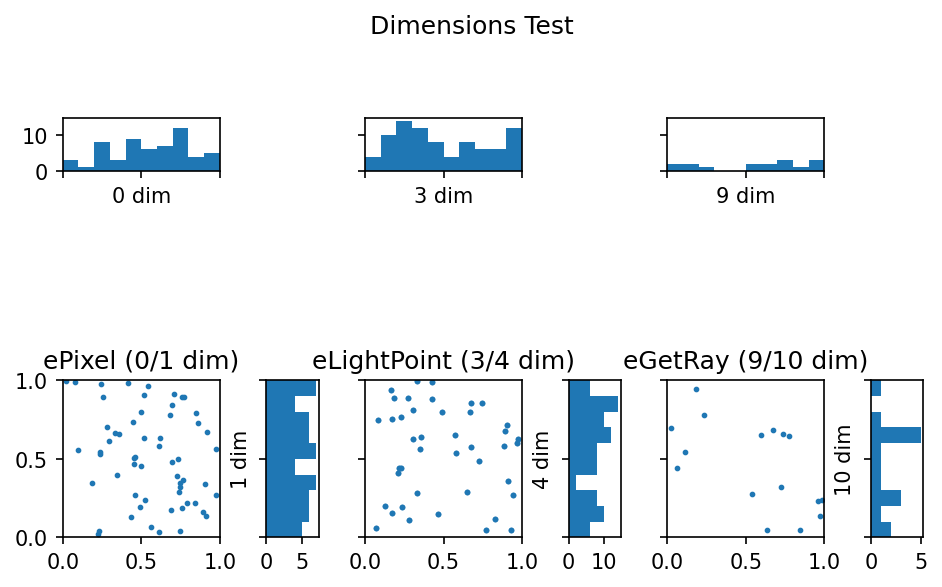 Dimensions Test
10
0
0 dim
3 dim
9 dim
ePixel (0/1 dim)
eLightPoint (3/4 dim)
eGetRay (9/10 dim)
1.0
0.5
0.0
1 dim
4 dim
10 dim
0.0 0.5 1.0
0 5
0.0 0.5 1.0
0 10
0.0 0.5 1.0
0 5